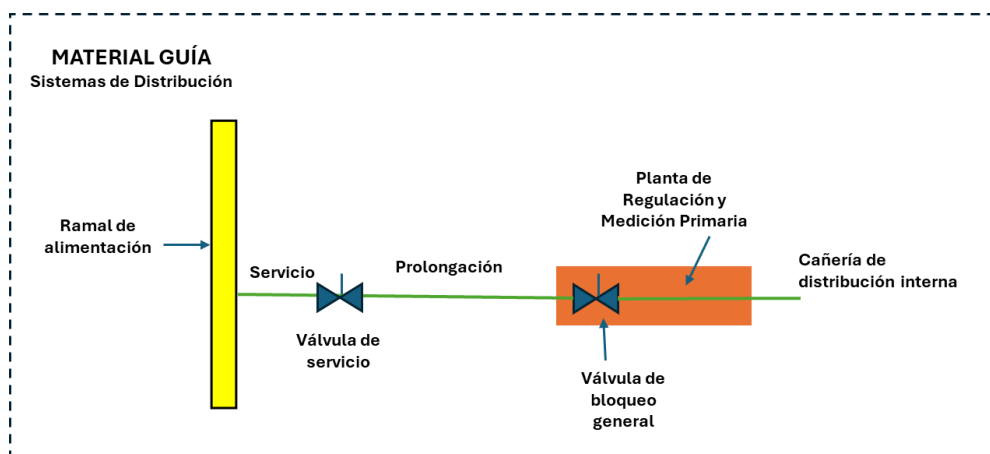 MATERIAL GUÍA
Sistemas de Distribución
Ramal de
alimentación
Servicio
Válvula de
servicio
Prolongación
Planta de
Regulación y
Medición Primaria
Válvula de
bloqueo
general
Cañería de
distribución interna